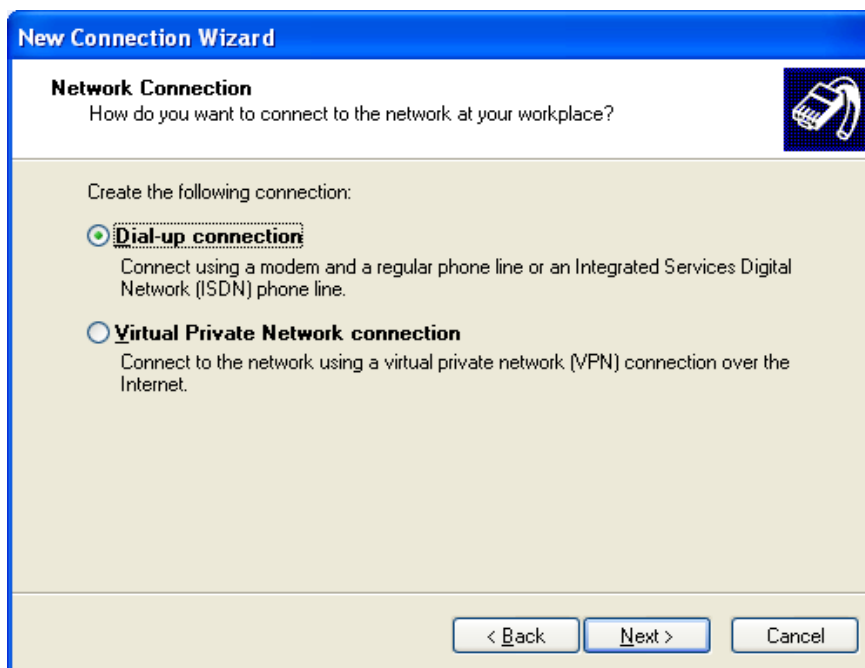 New Connection Wizard
Network Connection
How do you want to connect to the network at your workplace?
Create the following connection:
Dial-up connection
Connect using a modem and a regular phone line or an Integrated Services Digital
Network (ISDN) phone line.
Virtual Private Network connection
Connect to the network using a virtual private network (VPN) connection over the
Internet.
< Back Next > Cancel